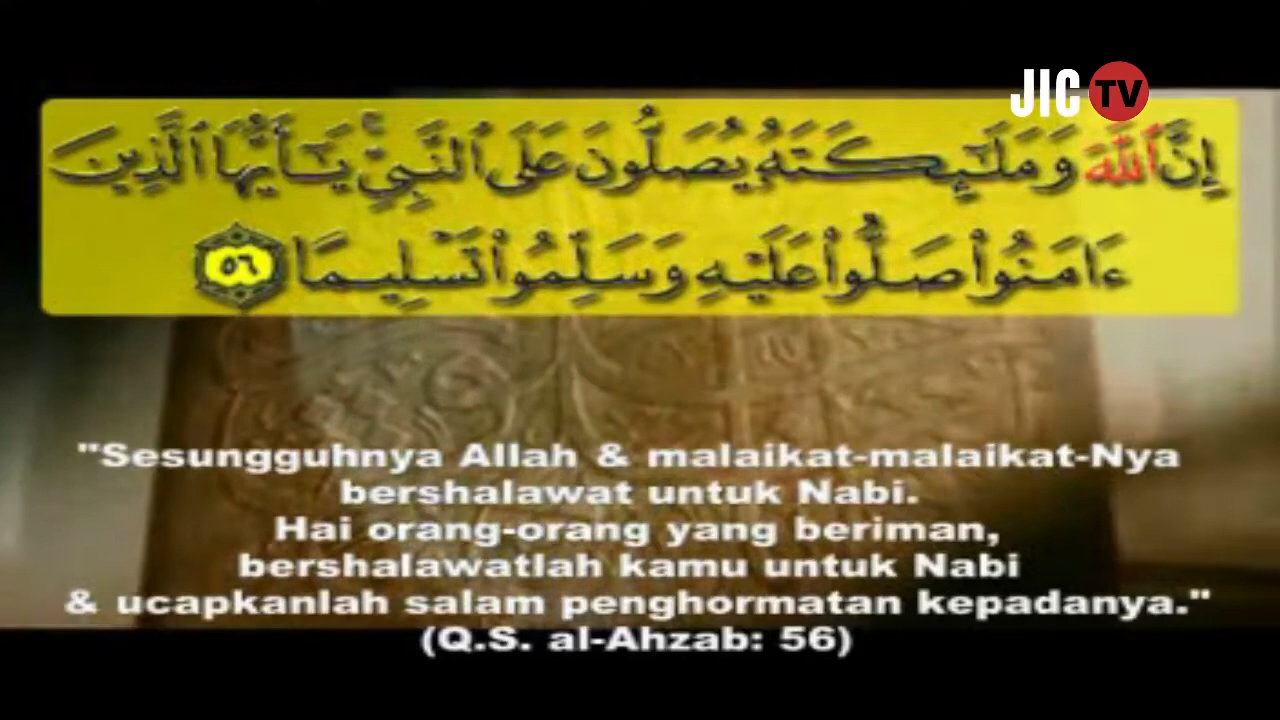 JIC TV
إِنَّ ٱللَّهَ وَمَلَـٰٓئِكَتَهُۥ يُصَلُّونَ عَلَى ٱلنَّبِىِّ ۚ يَـٰٓأَيُّهَا ٱلَّذِينَ
ءَامَنُوا۟ صَلُّوا۟ عَلَيْهِ وَسَلِّمُوا۟ تَسْلِيمًا ٥٦
"Sesungguhnya Allah & malaikat-malaikat-Nya
bershalawat untuk Nabi.
Hai orang-orang yang beriman,
bershalawatlah kamu untuk Nabi
& ucapkanlah salam penghormatan kepadanya."
(Q.S. al-Ahzab: 56)